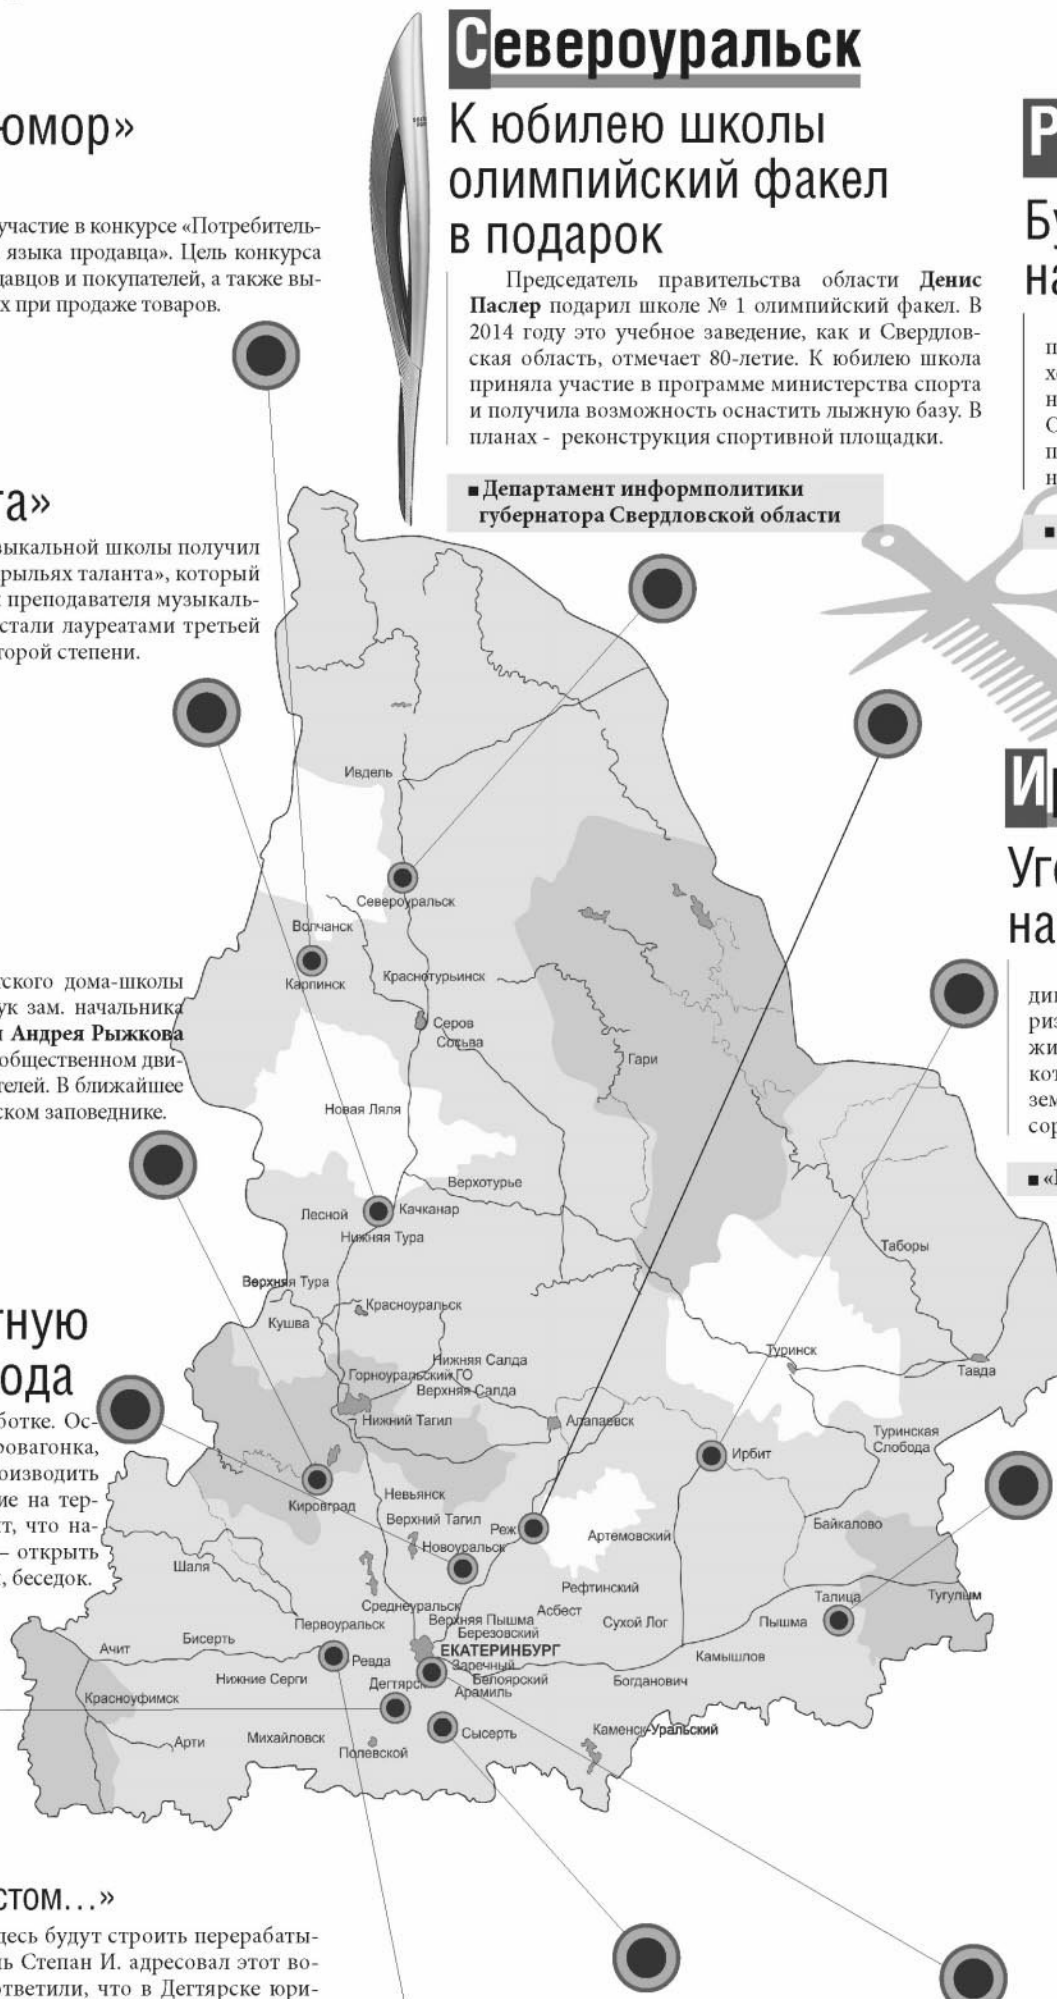 Североуральск
К юбилею школы
олимпийский факел
в подарок
Председатель правительства области Денис
Паслер подарил школе № 1 олимпийский факел. В
2014 году это учебное заведение, как и Свердлов-
ская область, отмечает 80-летие. К юбилею школа
приняла участие в программе министерства спорта
и получила возможность оснастить лыжную базу. В
планах - реконструкция спортивной площадки.
■ Департамент информполитики
губернатора Свердловской области
юмор»
участие в конкурсе «Потребитель-
языка продавца». Цель конкурса
давцов и покупателей, а также вы-
х при продаже товаров.
та»
зыкальной школы получил
рыльях таланта», который
преподавателя музыкаль-
стали лауреатами третьей
торой степени.
тского дома-школы
ук зам. начальника
Андрея Рыжкова
общественном дви-
телей. В ближайшее
ском заповеднике.
тную
ода
ботке. Ос-
ровагонка,
оизводить
ие на тер-
т, что на-
– открыть
, беседок.
стом…»
десь будут строить перерабаты-
ь Степан И. адресовал этот во-
ответили, что в Дегтярске юри-
Р
Бу
на
п
хо
н
С
п
н
■
И
Уго
на
ди
риз
жи
кот
зем
сор
■ «
Ивдель
Североуральск
Волчанск
Карпинск
Краснотурьинск
Серов
Сосьва
Гари
Новая Ляля
Верхотурье
Лесной
Качканар
Нижняя Тура
Таборы
Верхняя Тура
Красноуральск
Кушва
Туринск
Нижняя Салда
Горноуральский ГО
Верхняя Салда
Тавда
Нижний Тагил
Алапаевск
Туринская
Слобода
Ирбит
Кировград
Невьянск
Верхний Тагил
Реж
Артемовский
Байкалово
Новоуральск
Шаля
Рефтинский
Талица
Тугулым
Среднеуральск
Верхняя Пышма
Асбест
Сухой Лог
Пышма
Первоуральск
Березовский
Ачит
Бисерть
ЕКАТЕРИНБУРГ
Ревда
Заречный
Камышлов
Нижние Серги
Дегтярск
Белоярский
Богданович
Арамиль
Красноуфимск
Каменск-Уральский
Сысерть
Арти
Михайловск
Полевской